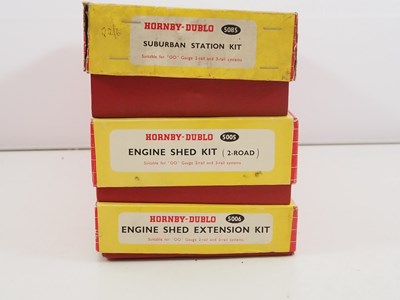 HORNBY-DUBLO 5085
SUBURBAN STATION KIT
Suitable for "OO" Gauge 2-rail and 3-rail systems
HORNBY-DUBLO 5005
ENGINE SHED KIT (2-ROAD)
Suitable for "OO" Gauge 2-rail and 3-rail systems
HORNBY-DUBLO 5006
ENGINE SHED EXTENSION KIT
Suitable for "OO" Gauge 2-rail and 3-rail systems